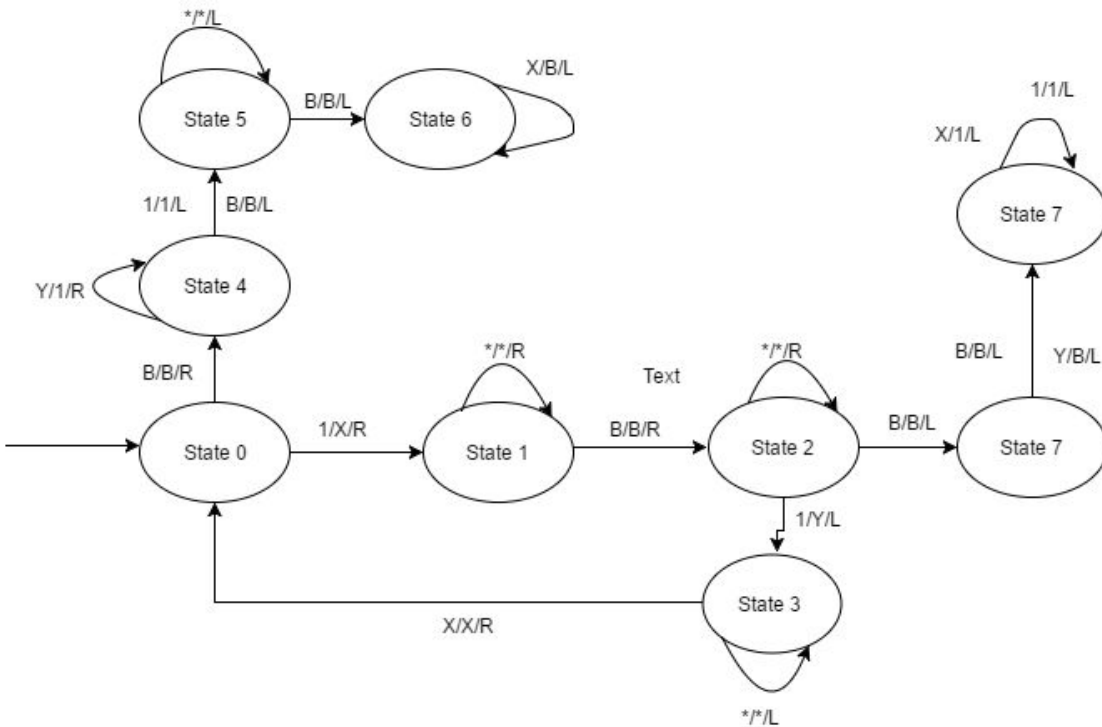 */*/L
X/B/L
B/B/L
State 5
State 6
1/1/L
X/1/L
State 7
1/1/L
B/B/L
State 4
Y/1/R
B/B/R
*/*/R
Text
*/*/R
B/B/L
Y/B/L
State 0
1/X/R
State 1
B/B/R
State 2
B/B/L
State 7
1/Y/L
State 3
X/X/R
*/*/L